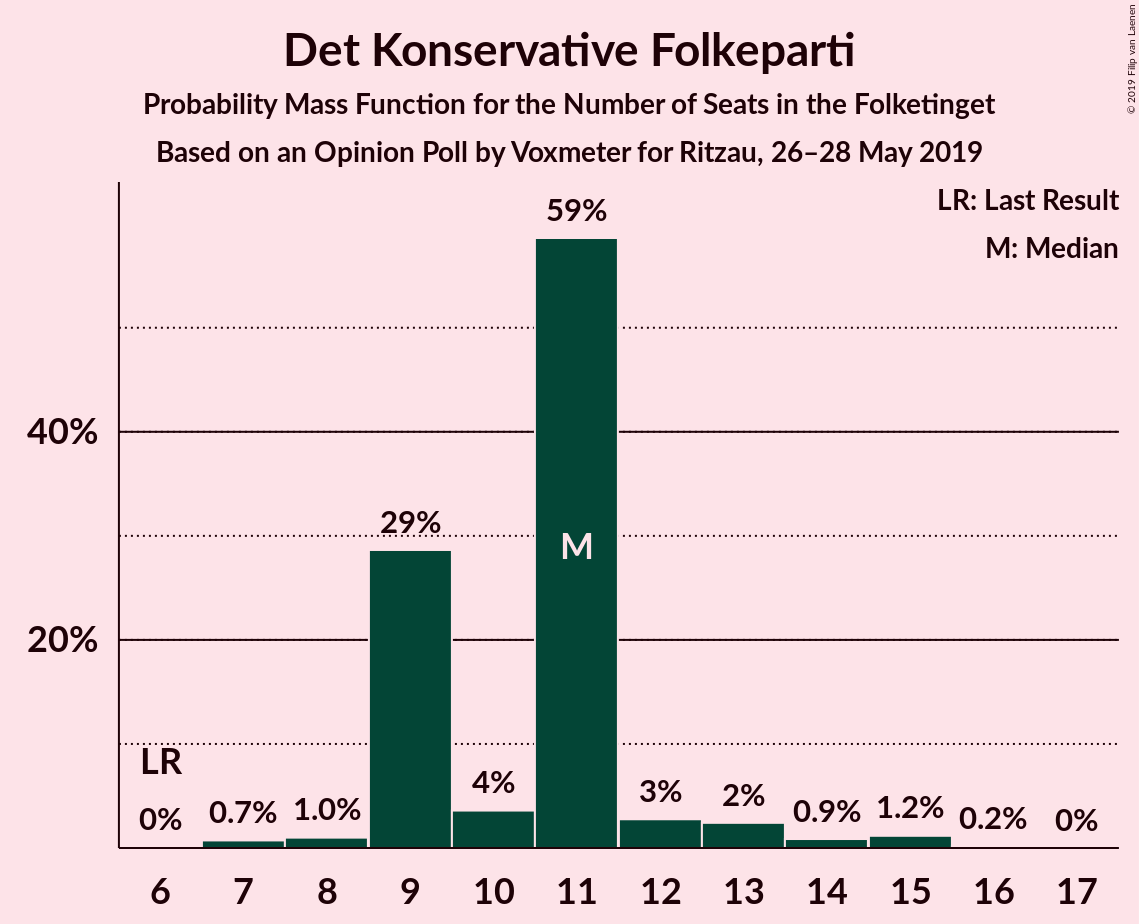 Det Konservative Folkeparti
Probability Mass Function for the Number of Seats in the Folketinget
Based on an Opinion Poll by Voxmeter for Ritzau, 26–28 May 2019
© 2019 Filip van Laenen
LR: Last Result
M: Median
59%
40%
29%
M
20%
LR
0%
0.7%
1.0%
4%
3%
2%
0.9%
1.2%
0.2%
0%
6 7 8 9 10 11 12 13 14 15 16 17